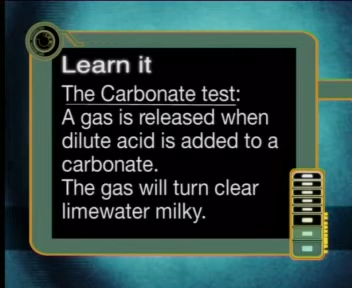 Learn it
The Carbonate test:
A gas is released when
dilute acid is added to a
carbonate.
The gas will turn clear
limewater milky.